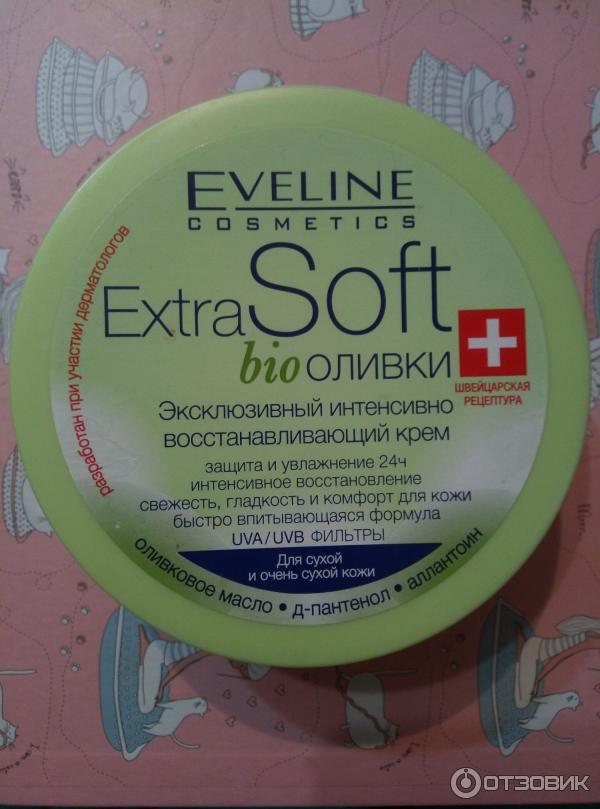 EVELINE
COSMETICS
Extra Soft
bio ОЛИВКИ
разработан при участии дерматологов
ШВЕЙЦАРСКАЯ
РЕЦЕПТУРА
Эксклюзивный интенсивно
восстанавливающий крем
защита и увлажнение 24ч
интенсивное восстановление
свежесть, гладкость и комфорт для кожи
быстро впитывающаяся формула
UVA/UVB ФИЛЬТРЫ
Для сухой
и очень сухой кожи
оливковое масло • д-пантенол • аллантоин
ОТЗОВИК